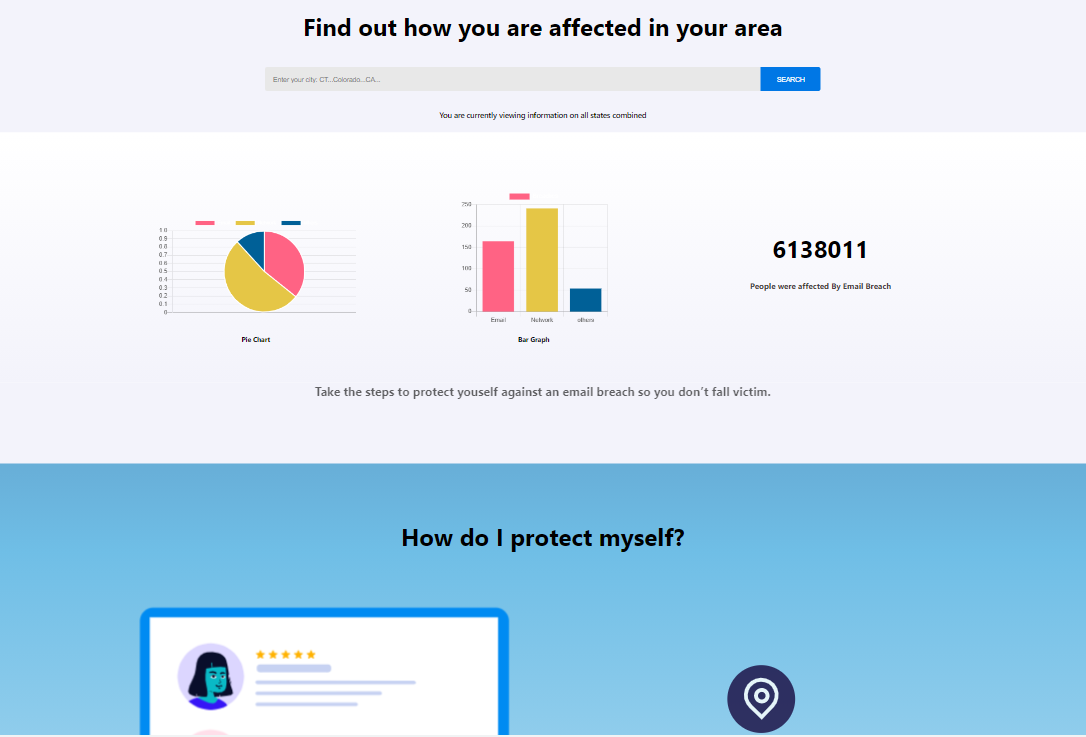 Find out how you are affected in your area
Enter your city: CT...Colorado...CA...
SEARCH
You are currently viewing information on all states combined
1.0
0.9
0.8
0.7
0.6
0.5
0.4
0.3
0.2
0.1
0
Pie Chart
250
200
150
100
50
0
Email
Network
others
Bar Graph
6138011
People were affected By Email Breach
Take the steps to protect youself against an email breach so you don't fall victim.
How do I protect myself?